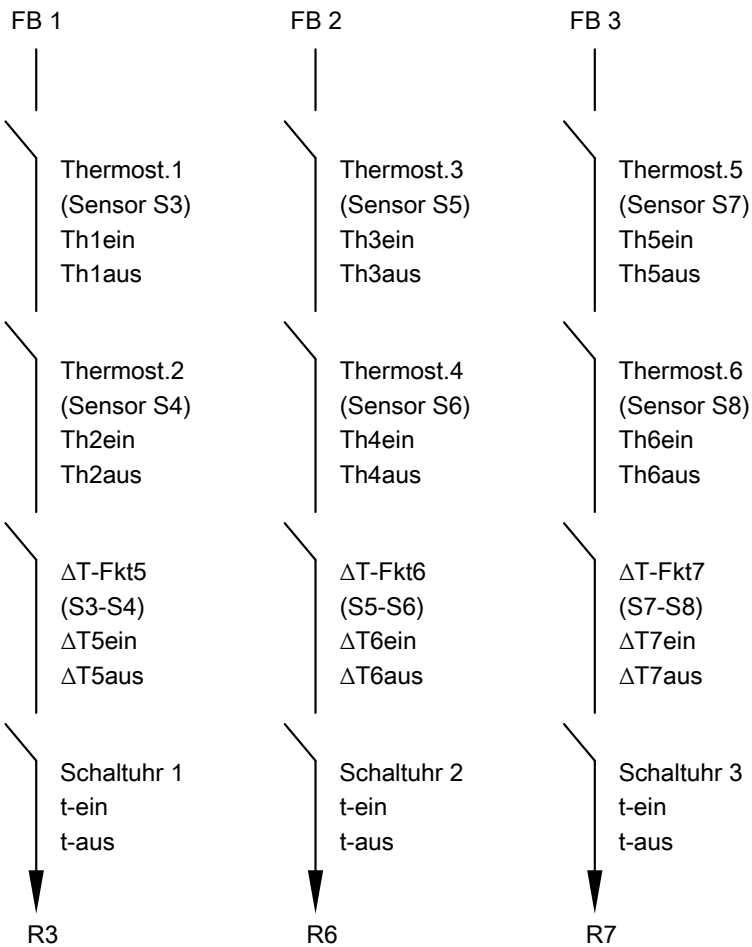 FB 1
Thermost.1
(Sensor S3)
Th1ein
Th1aus
Thermost.2
(Sensor S4)
Th2ein
Th2aus
ΔT-Fkt5
(S3-S4)
ΔT5ein
ΔT5aus
Schaltuhr 1
t-ein
t-aus
R3
FB 2
Thermost.3
(Sensor S5)
Th3ein
Th3aus
Thermost.4
(Sensor S6)
Th4ein
Th4aus
ΔT-Fkt6
(S5-S6)
ΔT6ein
ΔT6aus
Schaltuhr 2
t-ein
t-aus
R6
FB 3
Thermost.5
(Sensor S7)
Th5ein
Th5aus
Thermost.6
(Sensor S8)
Th6ein
Th6aus
ΔT-Fkt7
(S7-S8)
ΔT7ein
ΔT7aus
Schaltuhr 3
t-ein
t-aus
R7